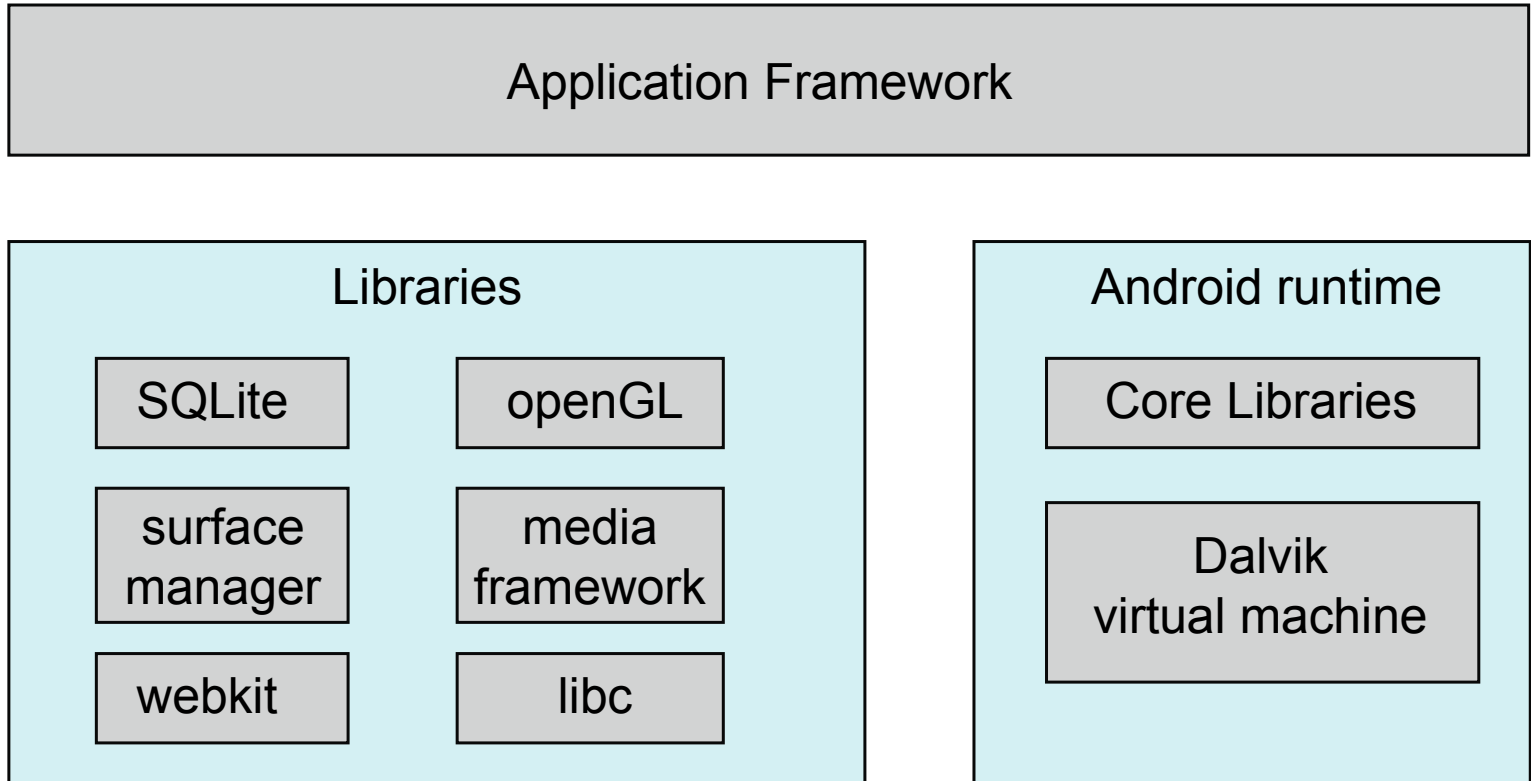 Application Framework
Libraries
SQLite
openGL
surface
manager
media
framework
webkit
libc
Android runtime
Core Libraries
Dalvik
virtual machine